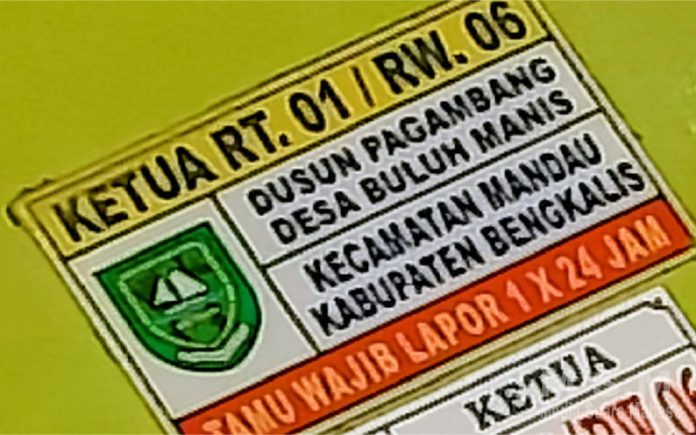 KETUA RT. 01 / RW. 06
DUSUN PAGAMBANG
DESA BULUH MANIS
KECAMATAN MANDAU
KABUPATEN BENGKALIS
TAMU WAJIB LAPOR 1 X 24 JAM
KETUA